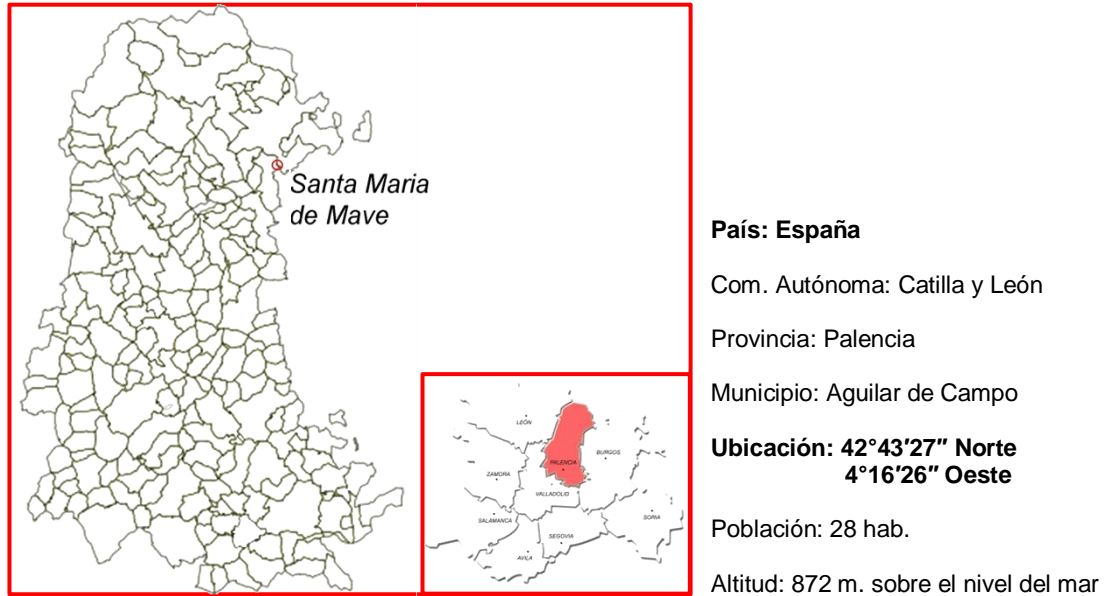 Santa Maria
de Mave
LEÓN
BURGOS
PALENCIA
ZAMORA
VALLADOLID
SALAMANCA
SORIA
SEGOVIA
AVILA
País: España
Com. Autónoma: Catilla y León
Provincia: Palencia
Municipio: Aguilar de Campo
Ubicación: 42°43′27″ Norte
4°16′26″ Oeste
Población: 28 hab.
Altitud: 872 m. sobre el nivel del mar